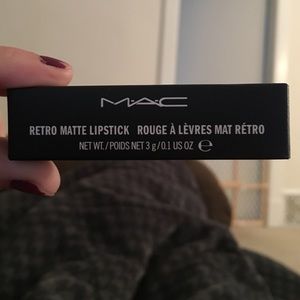 MAC
RETRO MATTE LIPSTICK ROUGE À LÈVRES MAT RÉTRO
NET WT./POIDS NET 3 g/0.1 US OZ ℮